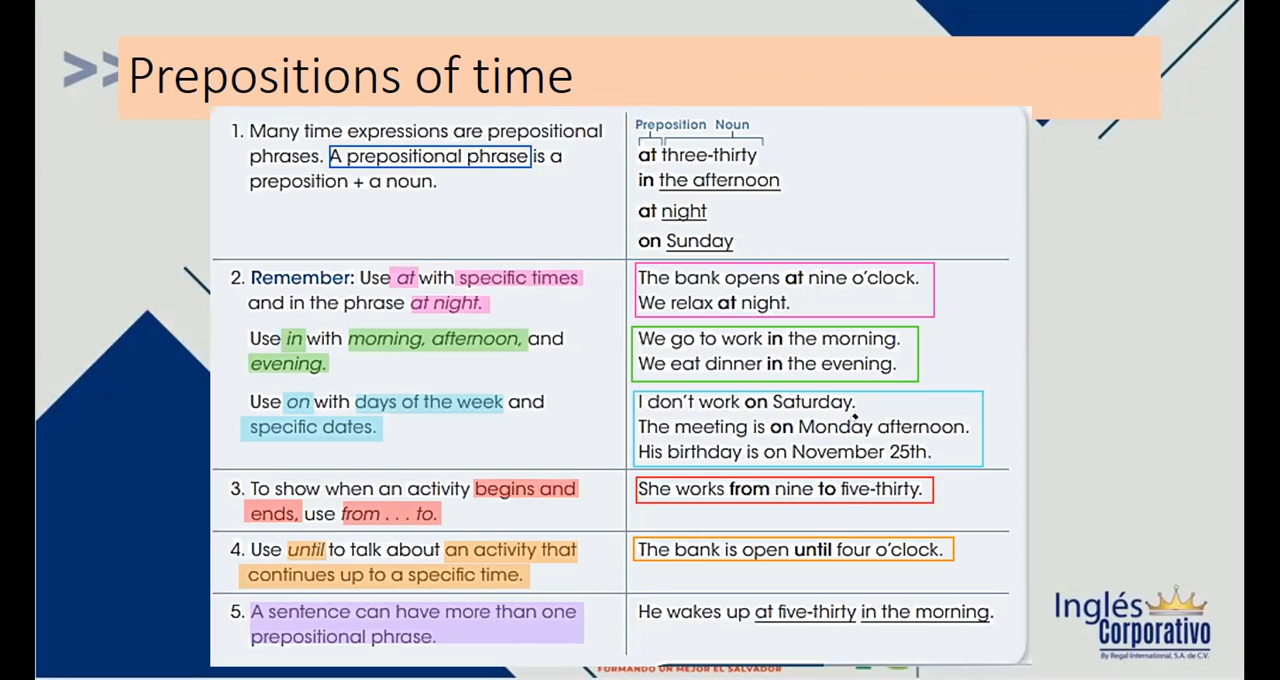 >> Prepositions of time
1. Many time expressions are prepositional
phrases. A prepositional phrase is a
preposition + a noun.
Preposition Noun
at three-thirty
in the afternoon
at night
on Sunday
2. Remember: Use at with specific times
and in the phrase at night.
The bank opens at nine o'clock.
We relax at night.
Use in with morning, afternoon, and
evening.
We go to work in the morning.
We eat dinner in the evening.
Use on with days of the week and
specific dates.
I don't work on Saturday.
The meeting is on Monday afternoon.
His birthday is on November 25th.
3. To show when an activity begins and
ends, use from . . . to.
She works from nine to five-thirty.
4. Use until to talk about an activity that
continues up to a specific time.
The bank is open until four o'clock.
5. A sentence can have more than one
prepositional phrase.
He wakes up at five-thirty in the morning.
Inglés
Corporativo
By Regal International, S.A. de C.V.
FORMANDO UN MEJOR EL SALVADOR